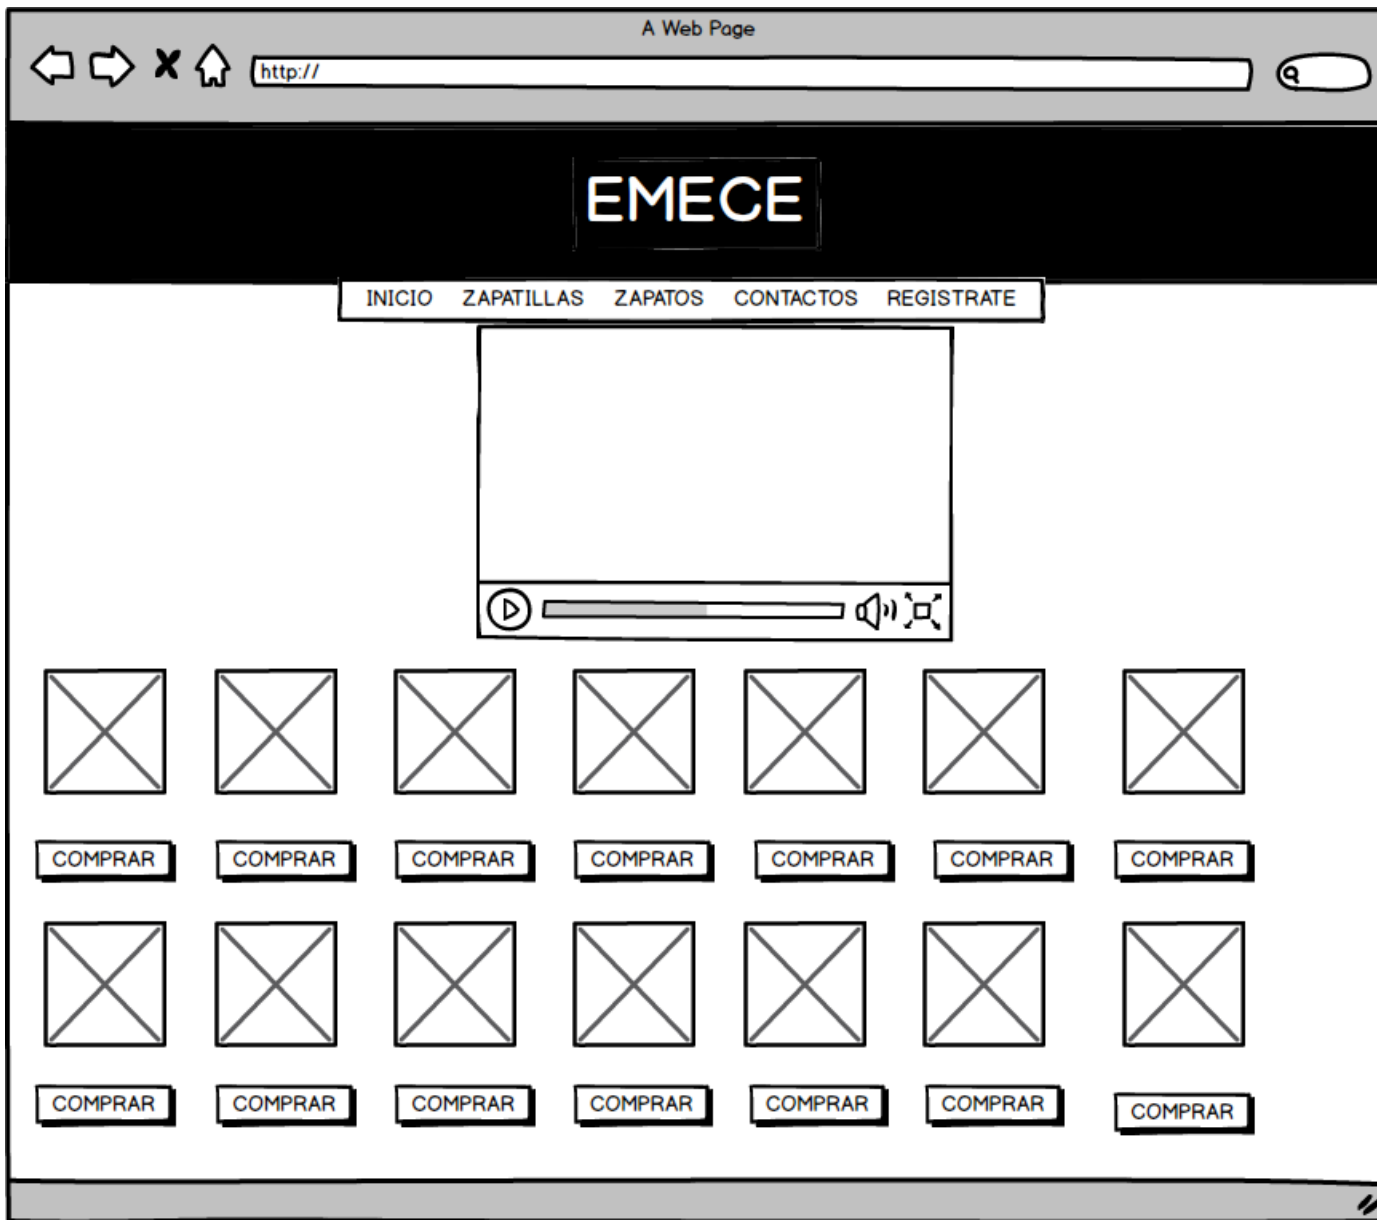 A Web Page
http://
EMECE
INICIO ZAPATILLAS ZAPATOS CONTACTOS REGISTRATE
COMPRAR COMPRAR COMPRAR COMPRAR COMPRAR COMPRAR COMPRAR
COMPRAR COMPRAR COMPRAR COMPRAR COMPRAR COMPRAR COMPRAR